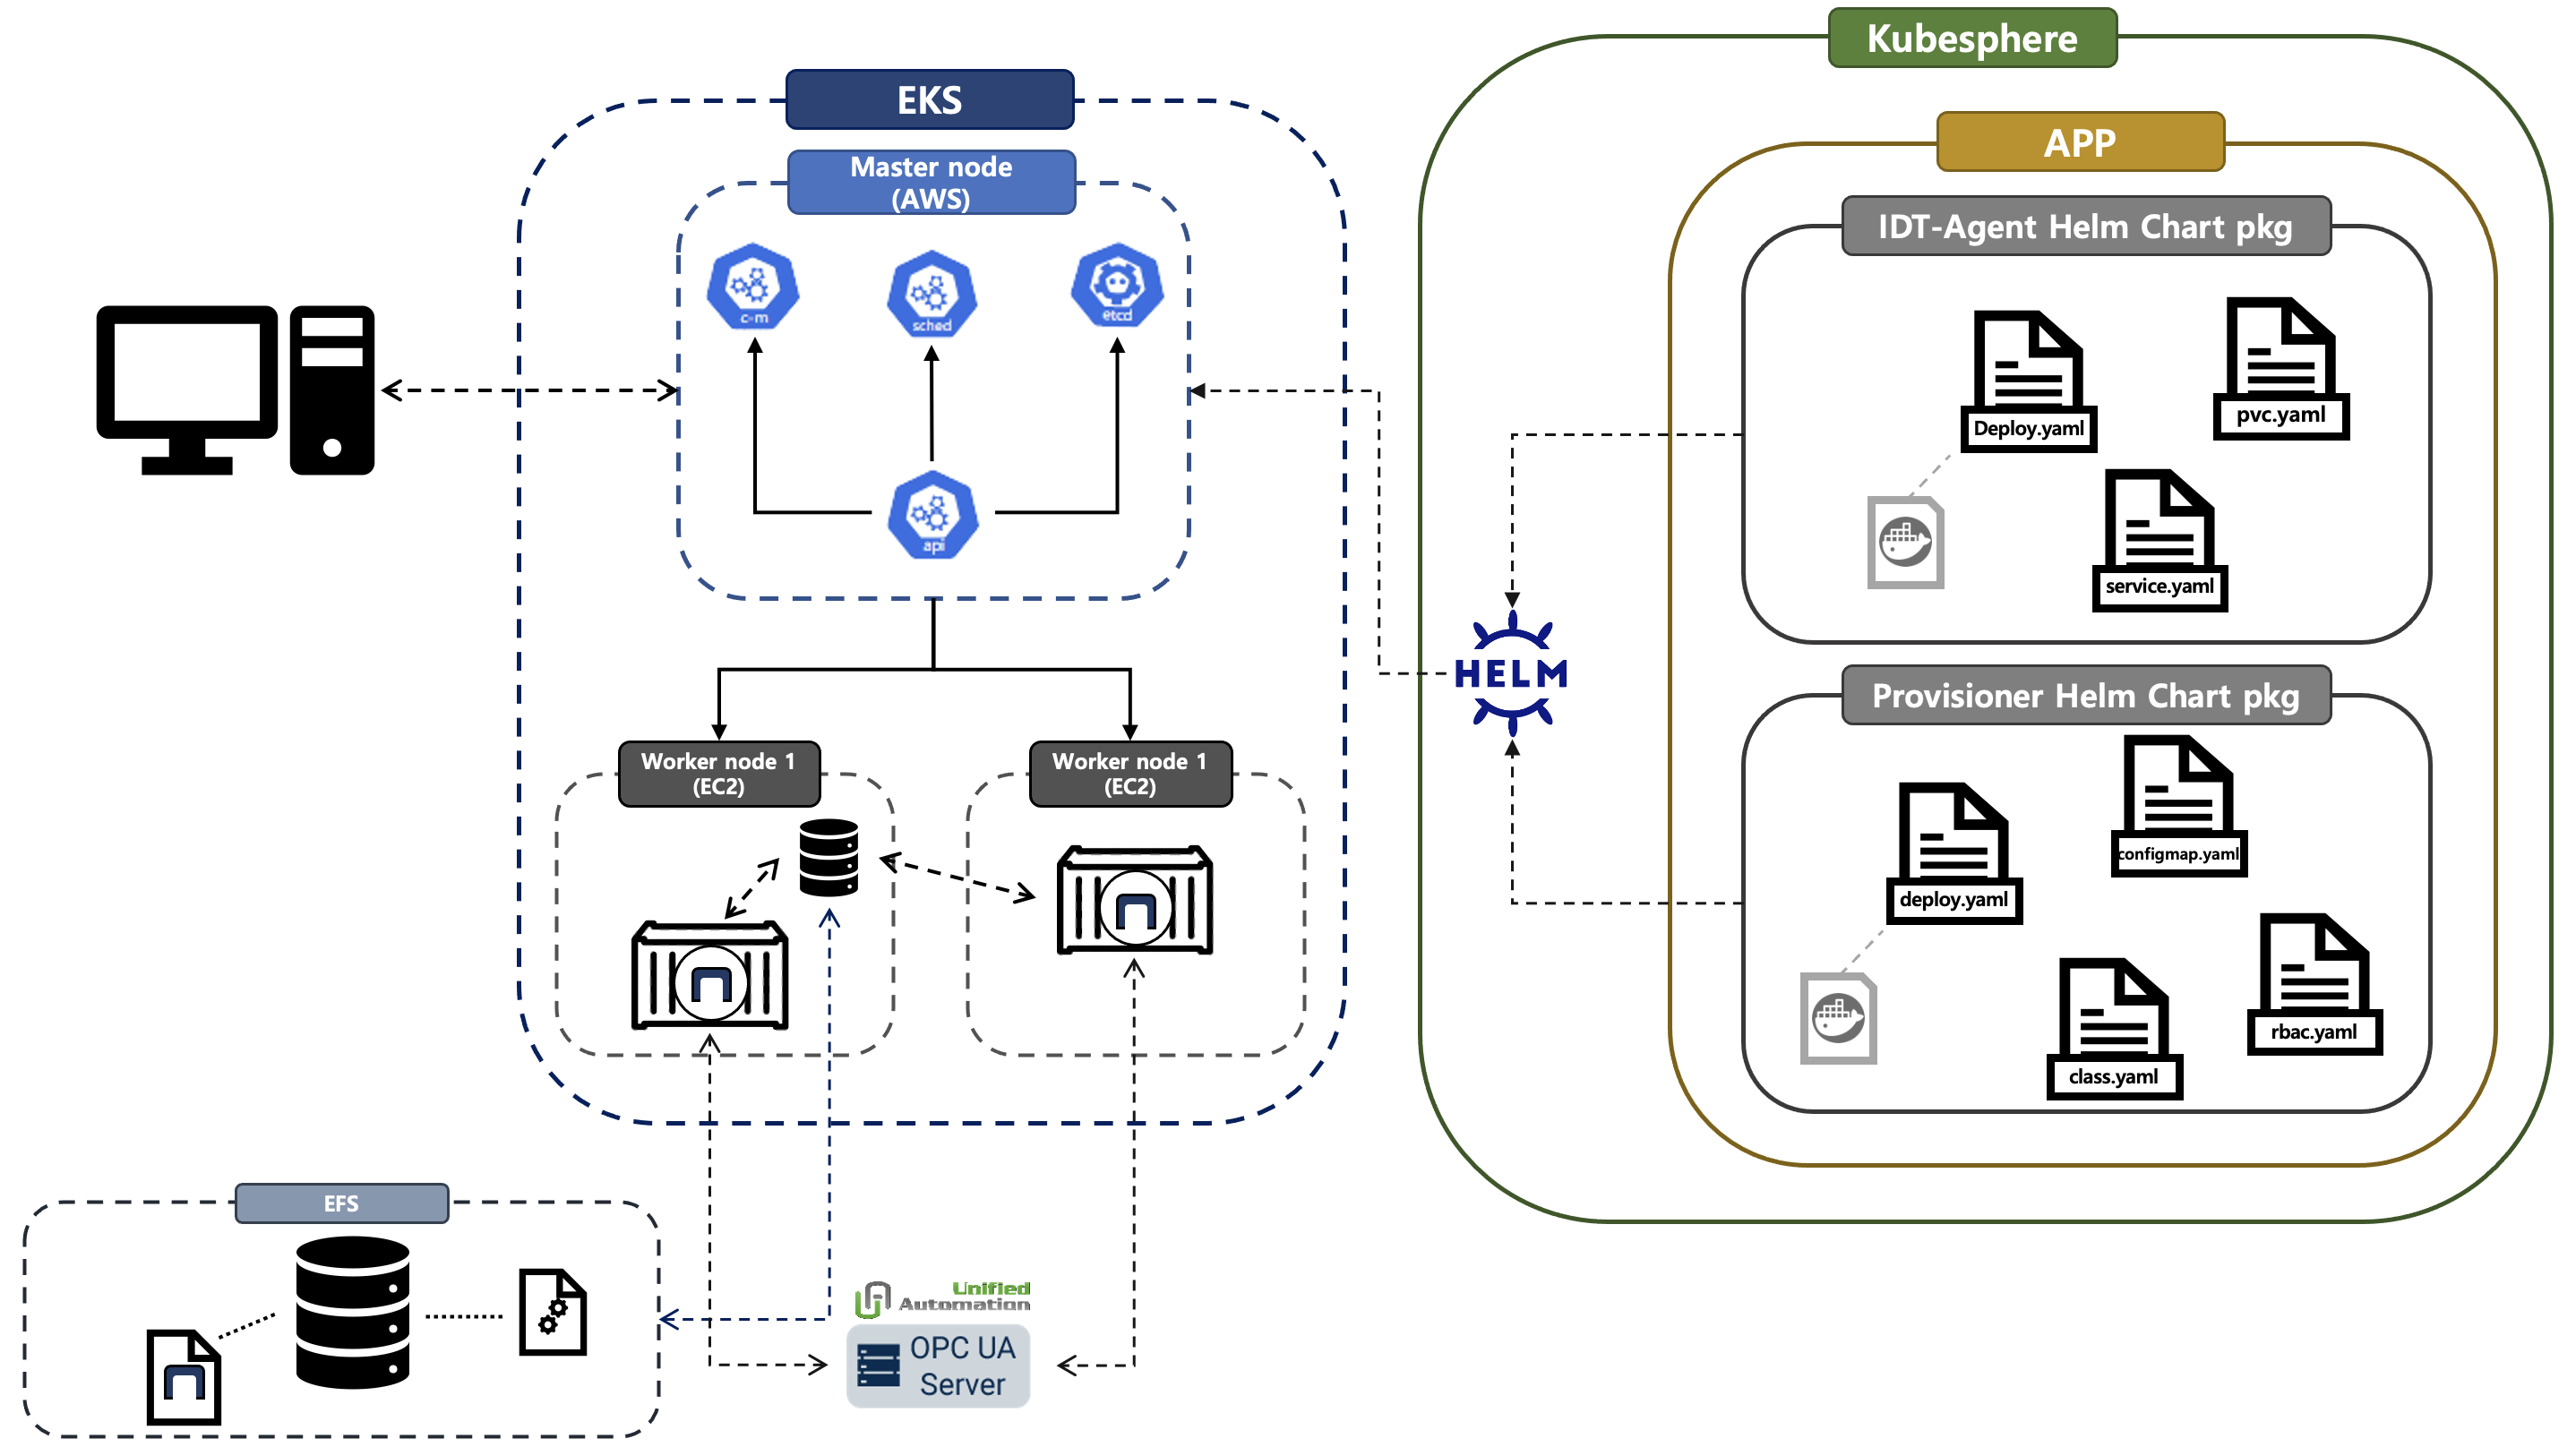 Kubesphere
EKS
APP
Master node
(AWS)
IDT-Agent Helm Chart pkg
c-m
sched
etcd
api
Deploy.yaml
pvc.yaml
service.yaml
HELM
Provisioner Helm Chart pkg
Worker node 1
(EC2)
Worker node 1
(EC2)
configmap.yaml
deploy.yaml
rbac.yaml
class.yaml
EFS
Unified
Automation
OPC UA
Server